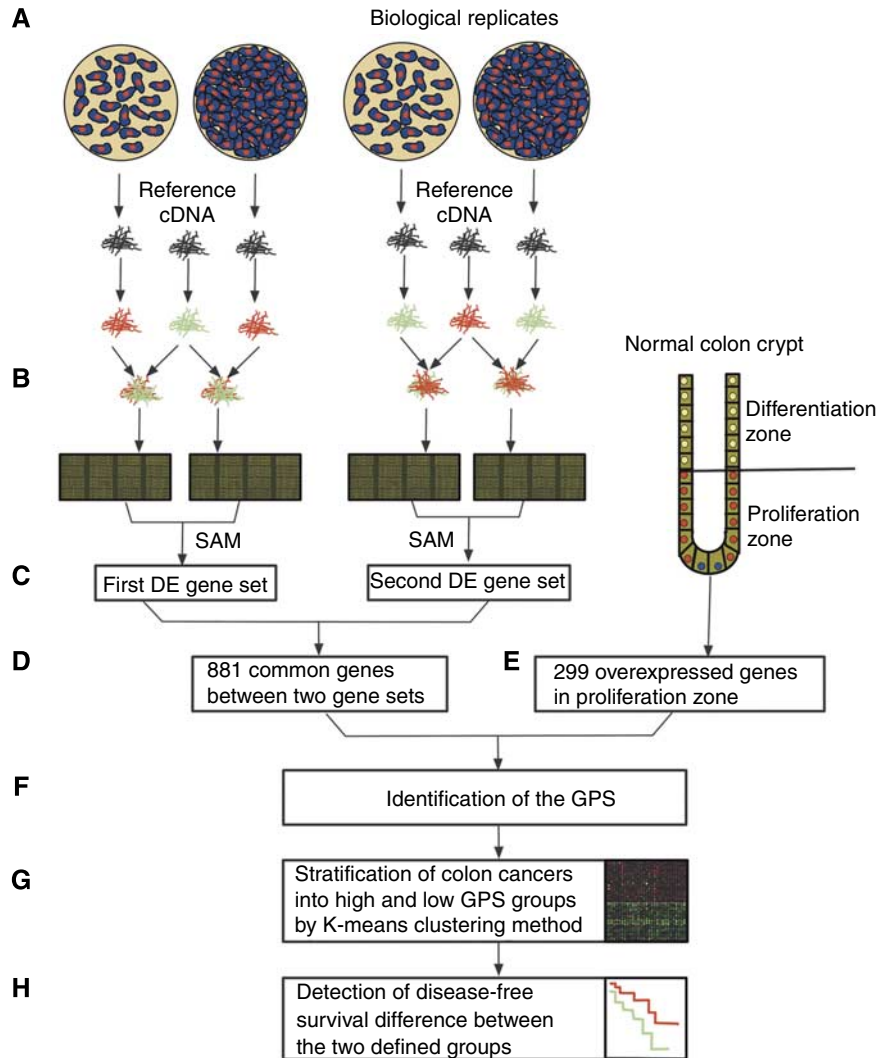 A
Biological replicates
Reference
cDNA
Reference
cDNA
Normal colon crypt
B
Differentiation
zone
Proliferation
zone
SAM
SAM
C
First DE gene set
Second DE gene set
D
881 common genes
between two gene sets
E
299 overexpressed genes
in proliferation zone
F
Identification of the GPS
G
Stratification of colon cancers
into high and low GPS groups
by K-means clustering method
H
Detection of disease-free
survival difference between
the two defined groups